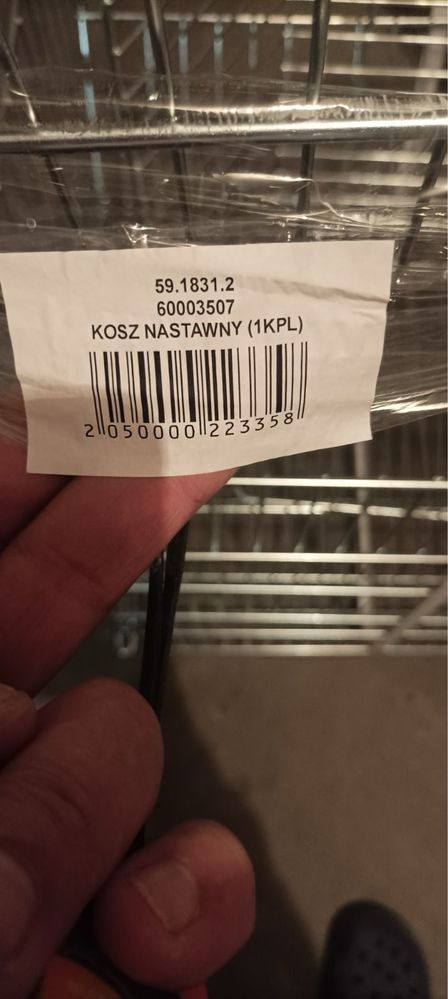 59.1831.2
60003507
KOSZ NASTAWNY (1KPL)
2 050000 223358